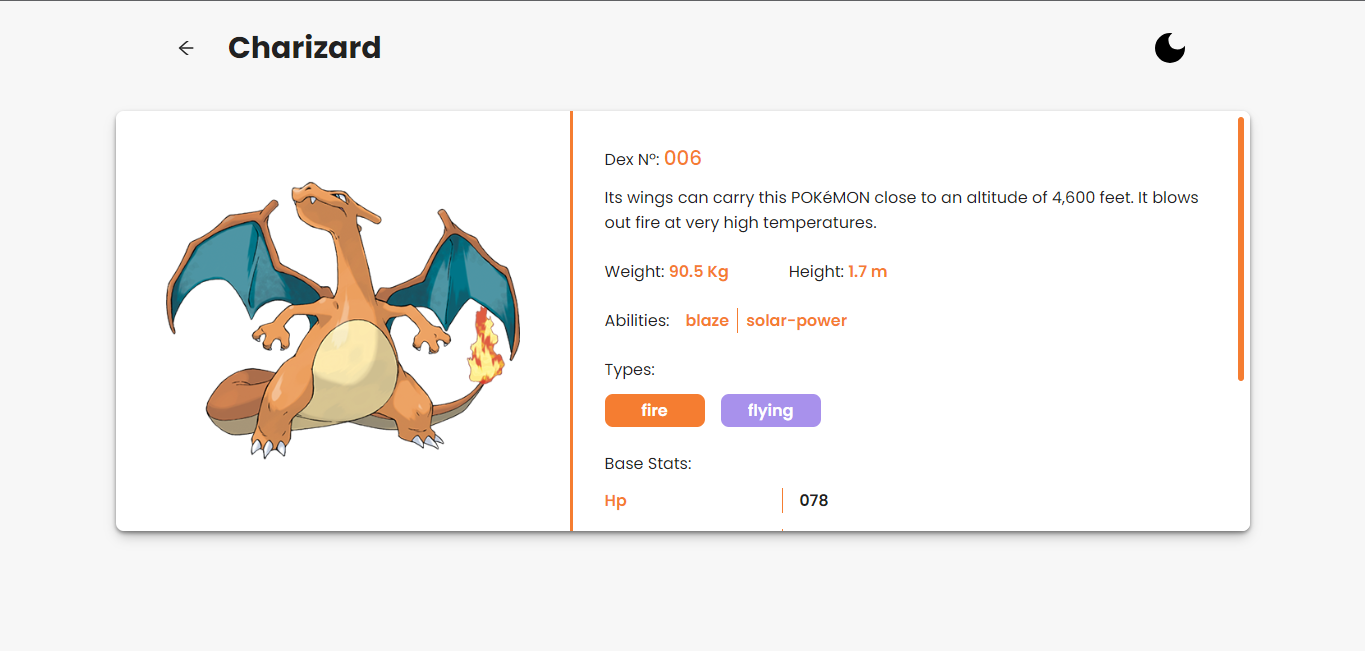 Charizard
Dex Nº: 006
Its wings can carry this POKéMON close to an altitude of 4,600 feet. It blows
out fire at very high temperatures.
Weight: 90.5 Kg Height: 1.7 m
Abilities: blaze solar-power
Types:
fire flying
Base Stats:
Hp 078